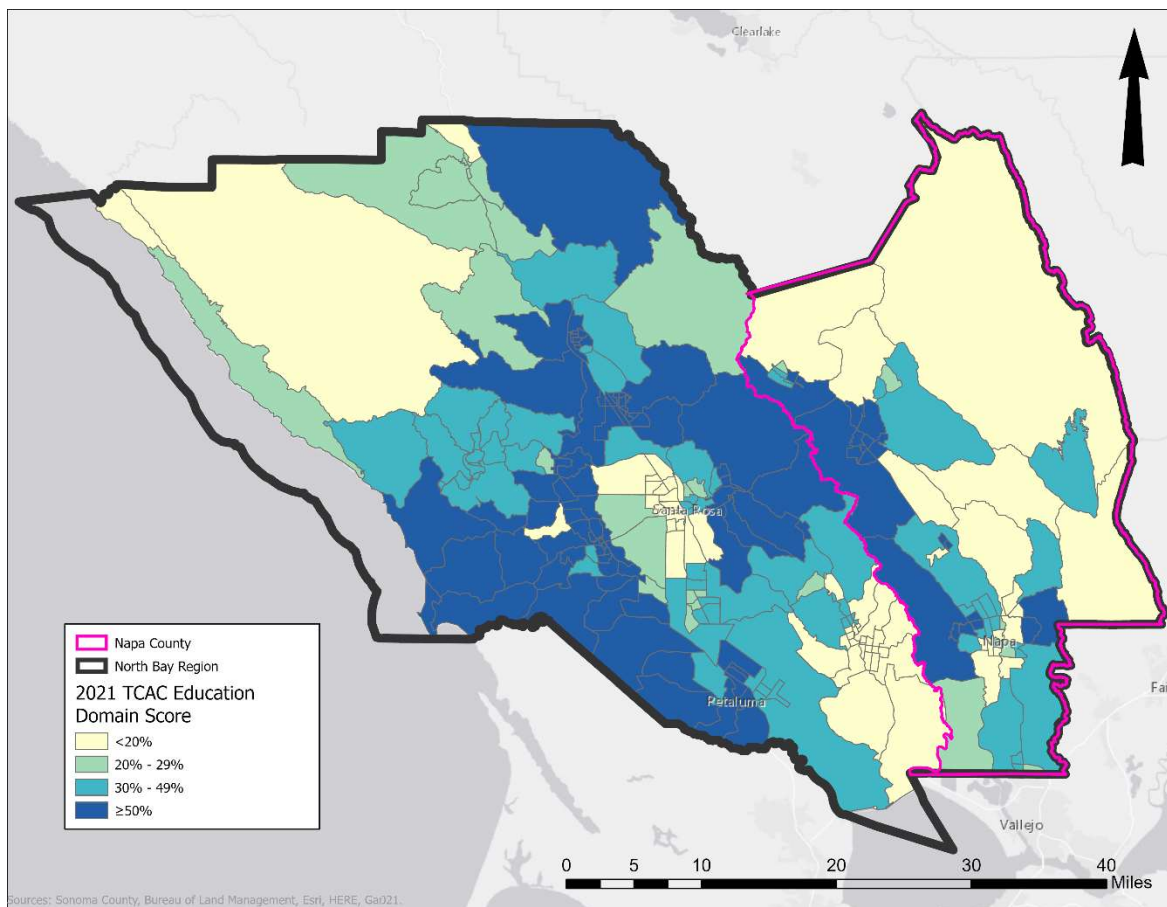 Clearlake
Santa Rosa
Napa
Petaluma
Vallejo
Fa
Napa County
North Bay Region
2021 TCAC Education
Domain Score
<20%
20% - 29%
30% - 49%
≥50%
0 5 10 20 30 40
Miles
Sources: Sonoma County, Bureau of Land Management, Esri, HERE,